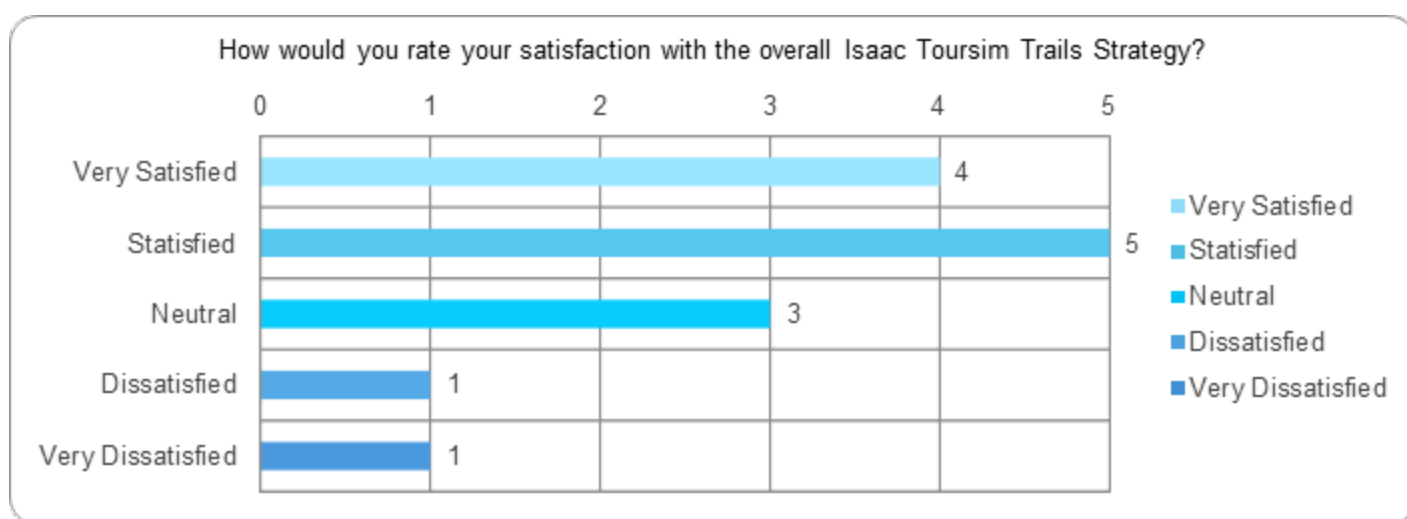 How would you rate your satisfaction with the overall Isaac Toursim Trails Strategy?
0 1 2 3 4 5
Very Satisfied 4
Statisfied 5
Neutral 3
Dissatisfied 1
Very Dissatisfied 1
Very Satisfied
Statisfied
Neutral
Dissatisfied
Very Dissatisfied